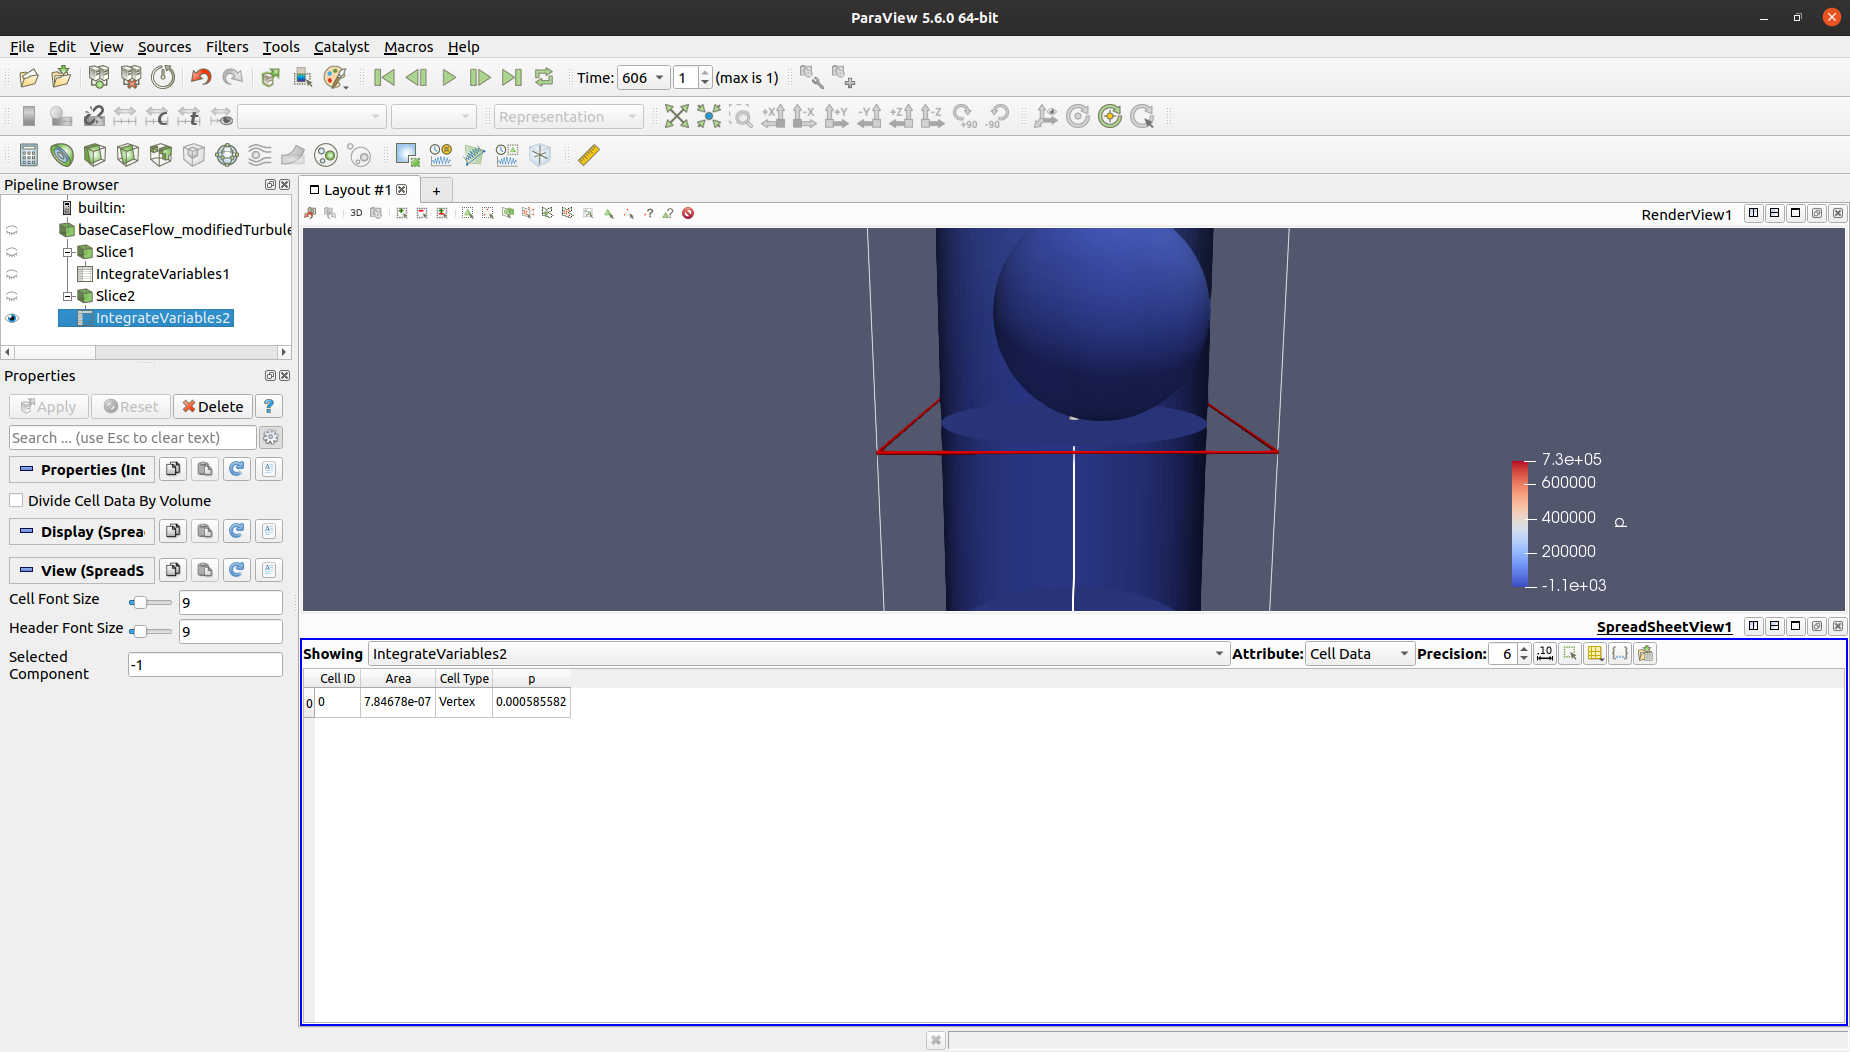 ParaView 5.6.0 64-bit
File Edit View Sources Filters Tools Catalyst Macros Help
Time: 606 1 (max is 1)
Representation
+X -X +Y -Y +Z -Z +90 -90
Pipeline Browser
builtin:
baseCaseFlow_modifiedTurbule
Slice1
IntegrateVariables1
Slice2
IntegrateVariables2
Properties
Apply Reset Delete ?
Search ... (use Esc to clear text)
Properties (Int
Divide Cell Data By Volume
Display (Sprea
View (SpreadS
Cell Font Size 9
Header Font Size 9
Selected Component -1
Layout #1 +
3D
RenderView1
7.3e+05
600000
400000
200000
-1.1e+03
p
SpreadSheetView1
Showing IntegrateVariables2 Attribute: Cell Data Precision: 6
Cell ID Area Cell Type p
0 0 7.84678e-07 Vertex 0.000585582